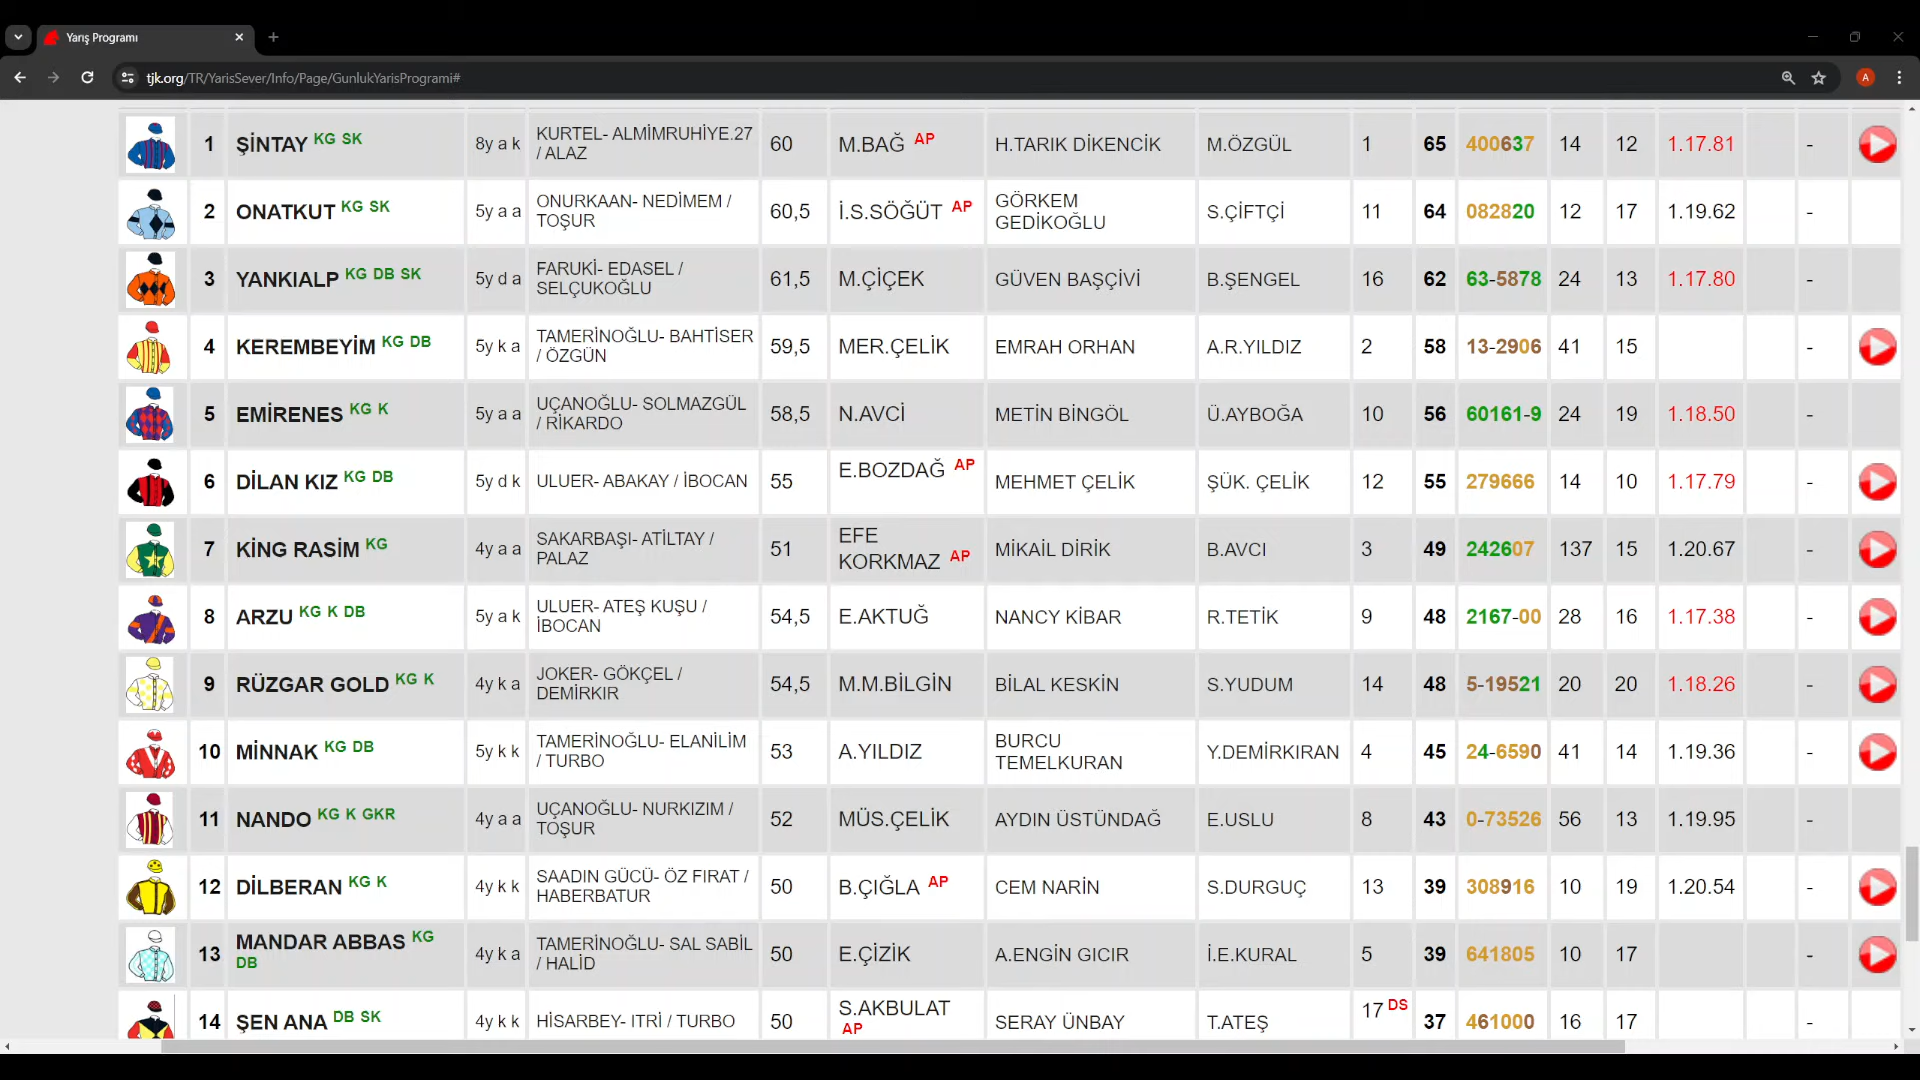 Yarış Programı
tjk.org/TR/YarisSever/Info/Page/GunlukYarisProgrami#
A
1 ŞİNTAY KG SK 8y a k KURTEL- ALMİMRUHİYE.27 / ALAZ 60 M.BAĞ AP H.TARIK DİKENCİK M.ÖZGÜL 1 65 400637 14 12 1.17.81 -
2 ONATKUT KG SK 5y a a ONURKAAN- NEDİMEM / TOŞUR 60,5 İ.S.SÖĞÜT AP GÖRKEM GEDİKOĞLU S.ÇİFTÇİ 11 64 082820 12 17 1.19.62 -
3 YANKIALP KG DB SK 5y d a FARUKİ- EDASEL / SELÇUKOĞLU 61,5 M.ÇİÇEK GÜVEN BAŞÇİVİ B.ŞENGEL 16 62 63-5878 24 13 1.17.80 -
4 KEREMBEYİM KG DB 5y k a TAMERİNOĞLU- BAHTİSER / ÖZGÜN 59,5 MER.ÇELİK EMRAH ORHAN A.R.YILDIZ 2 58 13-2906 41 15 -
5 EMİRENES KG K 5y a a UÇANOĞLU- SOLMAZGÜL / RİKARDO 58,5 N.AVCİ METİN BİNGÖL Ü.AYBOĞA 10 56 60161-9 24 19 1.18.50 -
6 DİLAN KIZ KG DB 5y d k ULUER- ABAKAY / İBOCAN 55 E.BOZDAĞ AP MEHMET ÇELİK ŞÜK. ÇELİK 12 55 279666 14 10 1.17.79 -
7 KİNG RASİM KG 4y a a SAKARBAŞI- ATİLTAY / PALAZ 51 EFE KORKMAZ AP MİKAİL DİRİK B.AVCI 3 49 242607 137 15 1.20.67 -
8 ARZU KG K DB 5y a k ULUER- ATEŞ KUŞU / İBOCAN 54,5 E.AKTUĞ NANCY KİBAR R.TETİK 9 48 2167-00 28 16 1.17.38 -
9 RÜZGAR GOLD KG K 4y k a JOKER- GÖKÇEL / DEMİRKIR 54,5 M.M.BİLGİN BİLAL KESKİN S.YUDUM 14 48 5-19521 20 20 1.18.26 -
10 MİNNAK KG DB 5y k k TAMERİNOĞLU- ELANİLİM / TURBO 53 A.YILDIZ BURCU TEMELKURAN Y.DEMİRKIRAN 4 45 24-6590 41 14 1.19.36 -
11 NANDO KG K GKR 4y a a UÇANOĞLU- NURKIZIM / TOŞUR 52 MÜS.ÇELİK AYDIN ÜSTÜNDAĞ E.USLU 8 43 0-73526 56 13 1.19.95 -
12 DİLBERAN KG K 4y k k SAADIN GÜCÜ- ÖZ FIRAT / HABERBATUR 50 B.ÇIĞLA AP CEM NARİN S.DURGUÇ 13 39 308916 10 19 1.20.54 -
13 MANDAR ABBAS KG DB 4y k a TAMERİNOĞLU- SAL SABİL / HALİD 50 E.ÇİZİK A.ENGİN GICIR İ.E.KURAL 5 39 641805 10 17 -
14 ŞEN ANA DB SK 4y k k HİSARBEY- ITRİ / TURBO 50 S.AKBULAT AP SERAY ÜNBAY T.ATEŞ 17 DS 37 461000 16 17 -